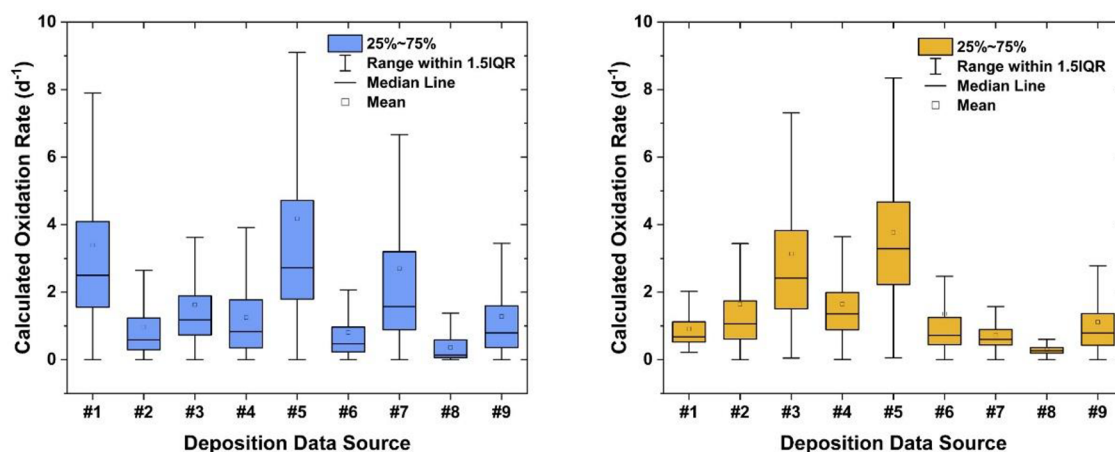 10
8
6
4
2
0
Calculated Oxidation Rate (d⁻¹)
25%~75%
Range within 1.5IQR
Median Line
Mean
#1 #2 #3 #4 #5 #6 #7 #8 #9
Deposition Data Source
10
8
6
4
2
0
Calculated Oxidation Rate (d⁻¹)
25%~75%
Range within 1.5IQR
Median Line
Mean
#1 #2 #3 #4 #5 #6 #7 #8 #9
Deposition Data Source